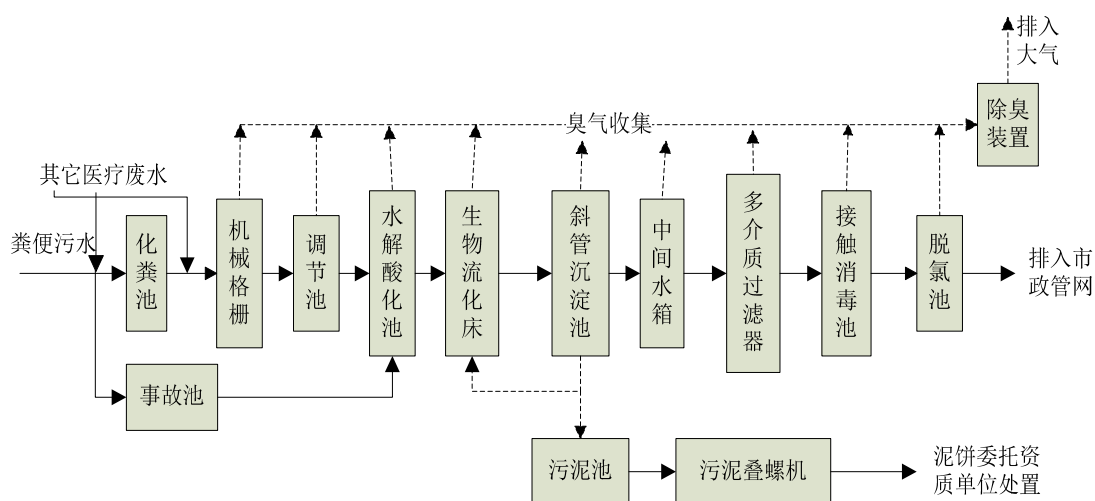 排入
大气
除臭
装置
臭气收集
其它医疗废水
粪便污水
化粪池
机械格栅
调节池
水解酸化池
生物流化床
斜管沉淀池
中间水箱
多介质过滤器
接触消毒池
脱氯池
排入市
政管网
事故池
污泥池
污泥叠螺机
泥饼委托资
质单位处置